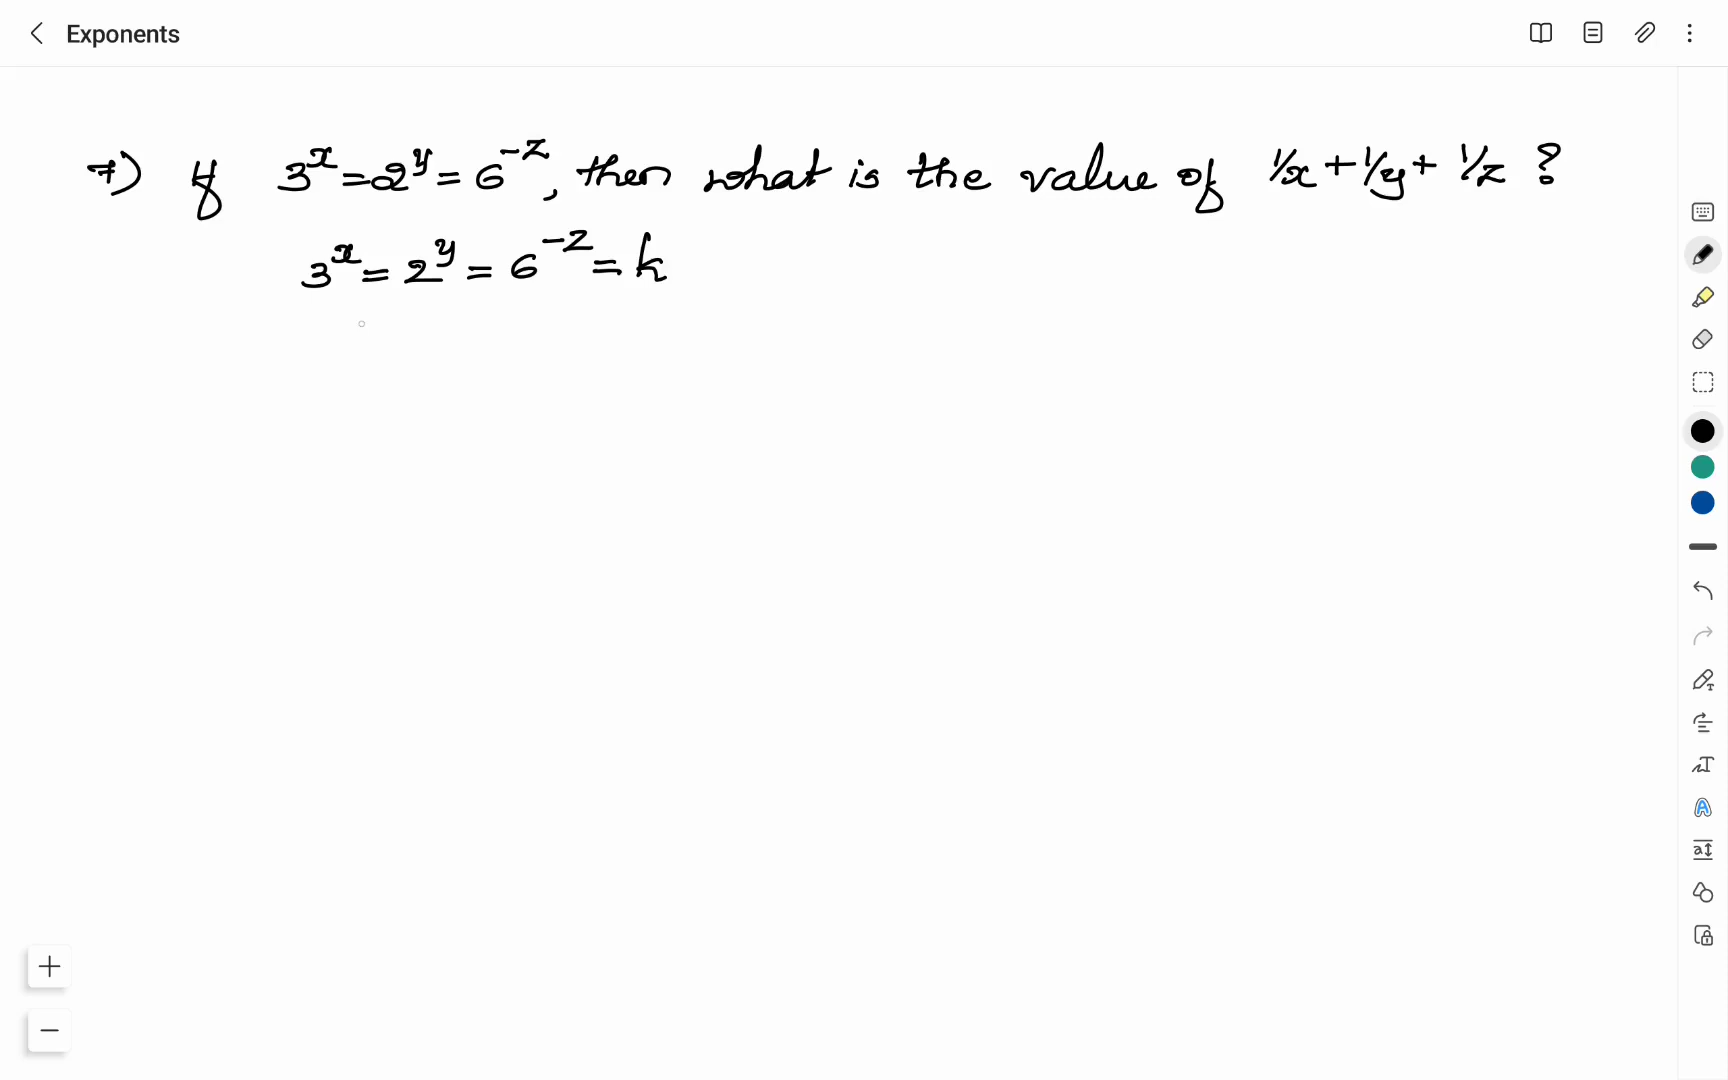 Exponents
7) If 3^x = 2^y = 6^-z, then what is the value of 1/x + 1/y + 1/z ?
3^x = 2^y = 6^-z = k